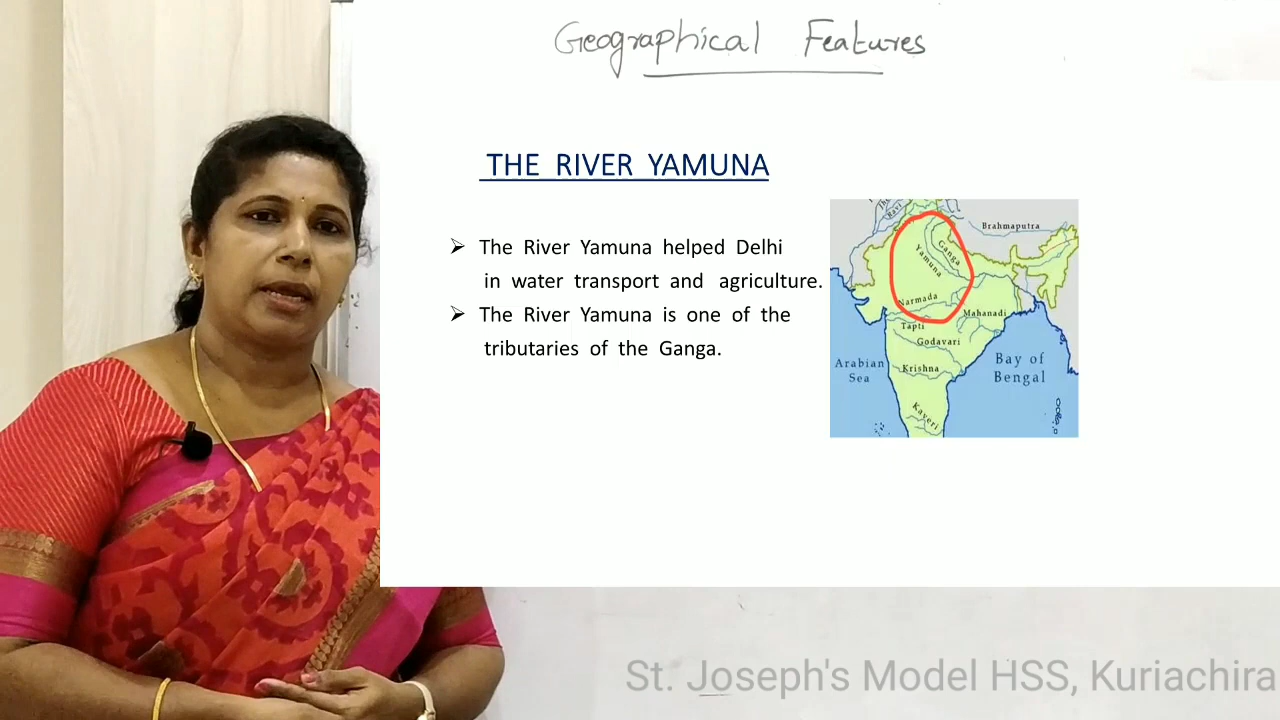 Geographical Features
THE RIVER YAMUNA
➢ The River Yamuna helped Delhi
in water transport and agriculture.
➢ The River Yamuna is one of the
tributaries of the Ganga.
Ravi
Brahmaputra
Ganga
Yamuna
Narmada
Mahanadi
Tapti
Godavari
Arabian
Sea
Bay of
Bengal
Krishna
Kaveri
St. Joseph's Model HSS, Kuriachira